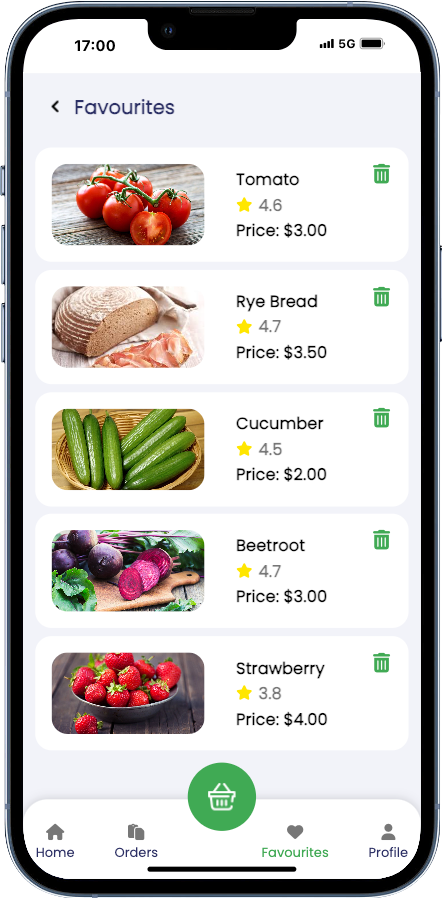 17:00
5G
Favourites
Tomato
4.6
Price: $3.00
Rye Bread
4.7
Price: $3.50
Cucumber
4.5
Price: $2.00
Beetroot
4.7
Price: $3.00
Strawberry
3.8
Price: $4.00
Home
Orders
Favourites
Profile